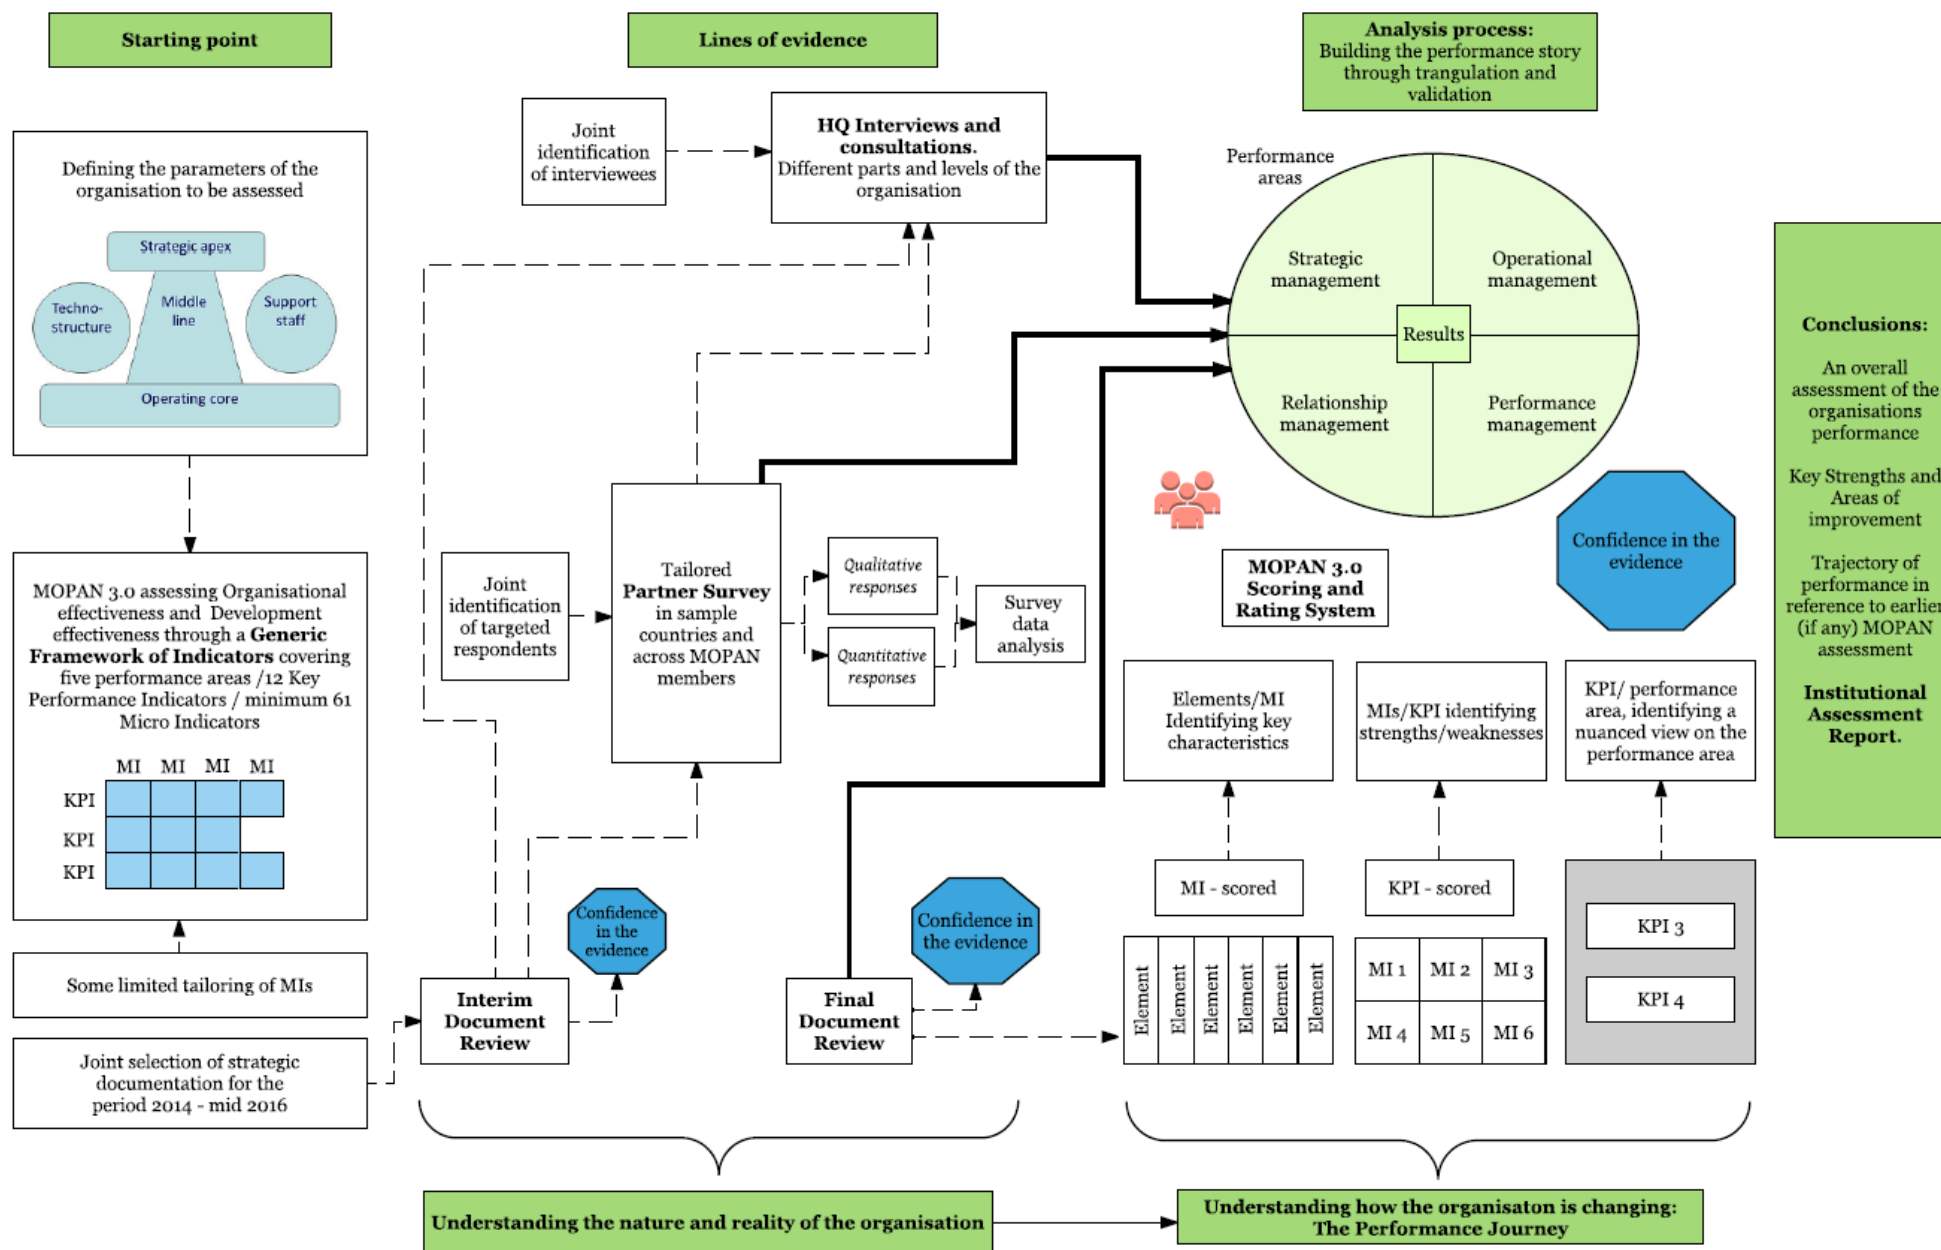 Starting point
Defining the parameters of the
organisation to be assessed
Strategic apex
Techno-
structure
Middle
line
Support
staff
Operating core
MOPAN 3.0 assessing Organisational
effectiveness and Development
effectiveness through a Generic
Framework of Indicators covering
five performance areas /12 Key
Performance Indicators / minimum 61
Micro Indicators
MI MI MI MI
KPI
KPI
KPI
Some limited tailoring of MIs
Joint selection of strategic
documentation for the
period 2014 - mid 2016
Lines of evidence
Joint
identification
of interviewees
HQ Interviews and
consultations.
Different parts and levels of the
organisation
Joint
identification
of targeted
respondents
Tailored
Partner Survey
in sample
countries and
across MOPAN
members
Qualitative
responses
Quantitative
responses
Survey
data
analysis
Interim
Document
Review
Confidence
in the
evidence
Final
Document
Review
Confidence in
the evidence
Analysis process:
Building the performance story
through trangulation and
validation
Performance
areas
Strategic
management
Operational
management
Results
Relationship
management
Performance
management
MOPAN 3.0
Scoring and
Rating System
Confidence in the
evidence
Elements/MI
Identifying key
characteristics
MIs/KPI identifying
strengths/weaknesses
KPI/ performance
area, identifying a
nuanced view on the
performance area
MI - scored
KPI - scored
Element
Element
Element
Element
Element
Element
MI 1 MI 2 MI 3
MI 4 MI 5 MI 6
KPI 3
KPI 4
Conclusions:
An overall
assessment of the
organisations
performance
Key Strengths and
Areas of
improvement
Trajectory of
performance in
reference to earlier
(if any) MOPAN
assessment
Institutional
Assessment
Report.
Understanding the nature and reality of the organisation
Understanding how the organisaton is changing:
The Performance Journey